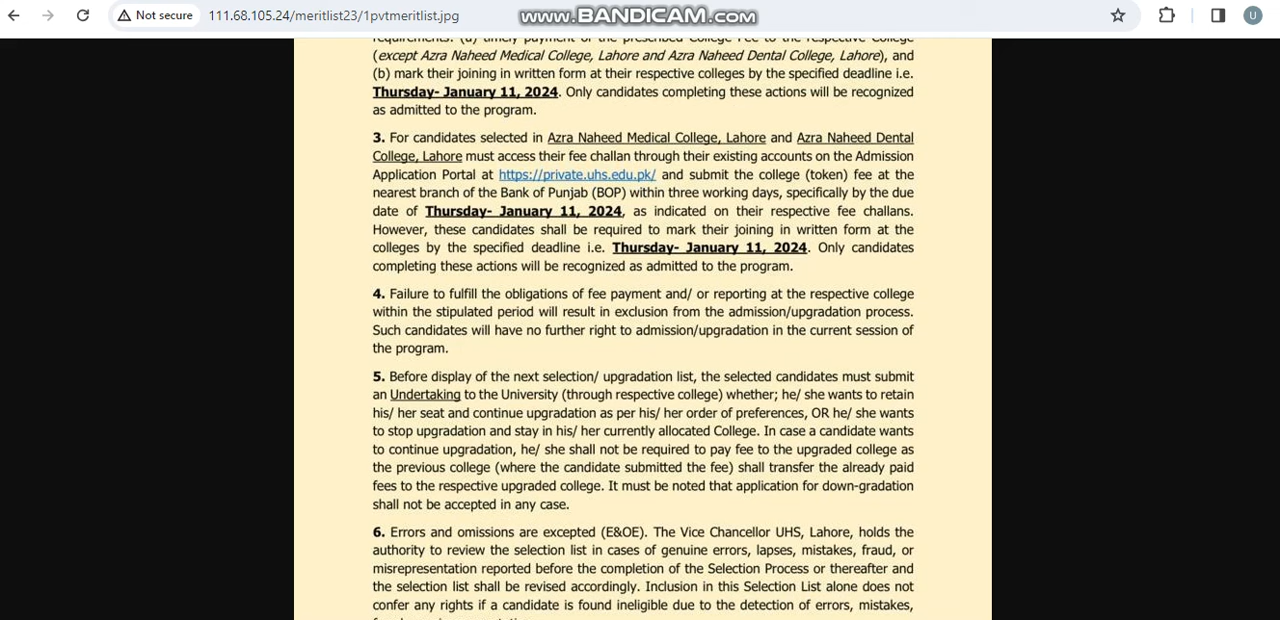 Not secure
111.68.105.24/meritlist23/1pvtmeritlist.jpg
www.BANDICAM.com
U
requirements: (a) timely payment of the prescribed College Fee to the respective College
(except Azra Naheed Medical College, Lahore and Azra Naheed Dental College, Lahore), and
(b) mark their joining in written form at their respective colleges by the specified deadline i.e.
Thursday- January 11, 2024. Only candidates completing these actions will be recognized
as admitted to the program.
3. For candidates selected in Azra Naheed Medical College, Lahore and Azra Naheed Dental
College, Lahore must access their fee challan through their existing accounts on the Admission
Application Portal at https://private.uhs.edu.pk/ and submit the college (token) fee at the
nearest branch of the Bank of Punjab (BOP) within three working days, specifically by the due
date of Thursday- January 11, 2024, as indicated on their respective fee challans.
However, these candidates shall be required to mark their joining in written form at the
colleges by the specified deadline i.e. Thursday- January 11, 2024. Only candidates
completing these actions will be recognized as admitted to the program.
4. Failure to fulfill the obligations of fee payment and/ or reporting at the respective college
within the stipulated period will result in exclusion from the admission/upgradation process.
Such candidates will have no further right to admission/upgradation in the current session of
the program.
5. Before display of the next selection/ upgradation list, the selected candidates must submit
an Undertaking to the University (through respective college) whether; he/ she wants to retain
his/ her seat and continue upgradation as per his/ her order of preferences, OR he/ she wants
to stop upgradation and stay in his/ her currently allocated College. In case a candidate wants
to continue upgradation, he/ she shall not be required to pay fee to the upgraded college as
the previous college (where the candidate submitted the fee) shall transfer the already paid
fees to the respective upgraded college. It must be noted that application for down-gradation
shall not be accepted in any case.
6. Errors and omissions are excepted (E&OE). The Vice Chancellor UHS, Lahore, holds the
authority to review the selection list in cases of genuine errors, lapses, mistakes, fraud, or
misrepresentation reported before the completion of the Selection Process or thereafter and
the selection list shall be revised accordingly. Inclusion in this Selection List alone does not
confer any rights if a candidate is found ineligible due to the detection of errors, mistakes,